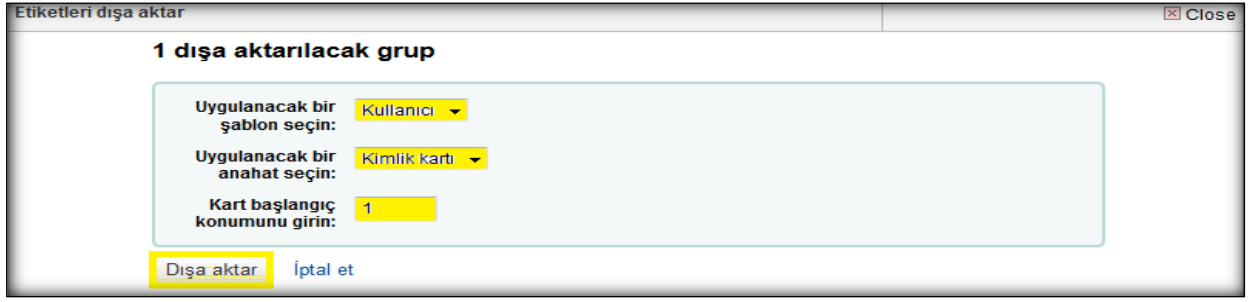 Etiketleri dışa aktar
Close
1 dışa aktarılacak grup
Uygulanacak bir
şablon seçin:
Kullanıcı
Uygulanacak bir
anahat seçin:
Kimlik kartı
Kart başlangıç
konumunu girin:
1
Dışa aktar
İptal et